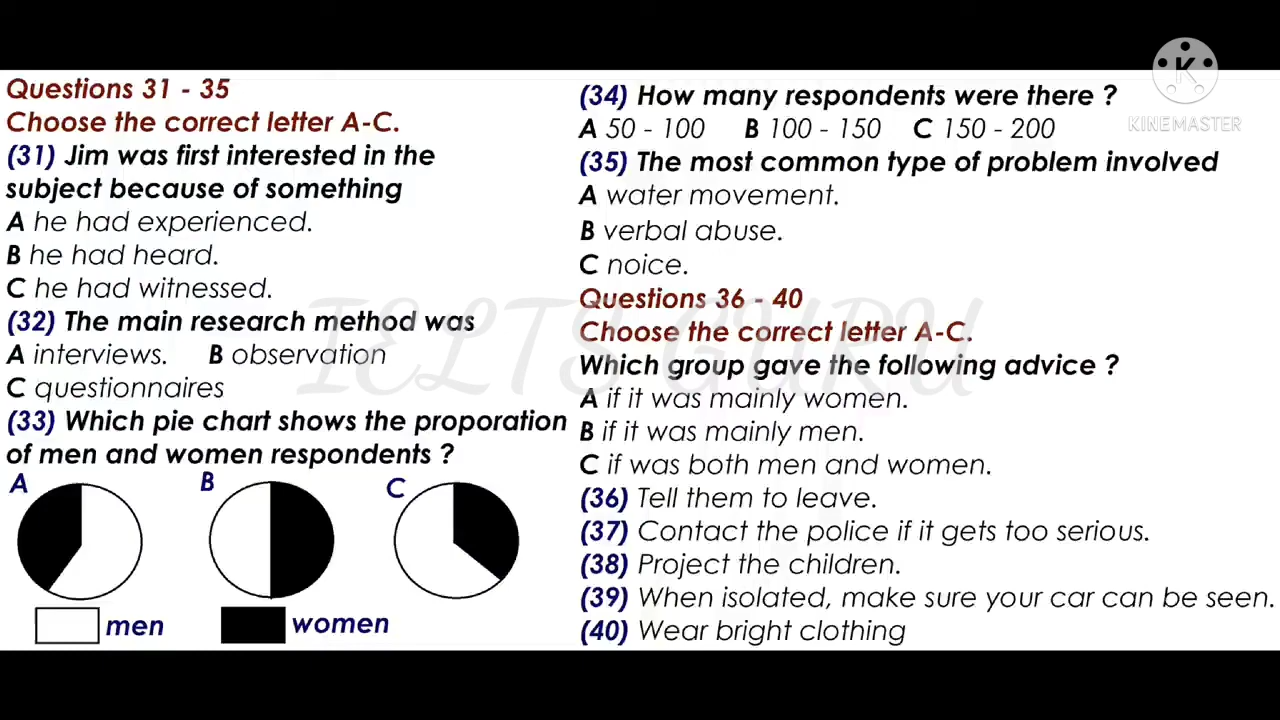 Questions 31 - 35
Choose the correct letter A-C.
(31) Jim was first interested in the
subject because of something
A he had experienced.
B he had heard.
C he had witnessed.
(32) The main research method was
A interviews. B observation
C questionnaires
(33) Which pie chart shows the proporation
of men and women respondents ?
A B C
men women
(34) How many respondents were there ?
A 50 - 100 B 100 - 150 C 150 - 200
(35) The most common type of problem involved
A water movement.
B verbal abuse.
C noice.
Questions 36 - 40
Choose the correct letter A-C.
Which group gave the following advice ?
A if it was mainly women.
B if it was mainly men.
C if was both men and women.
(36) Tell them to leave.
(37) Contact the police if it gets too serious.
(38) Project the children.
(39) When isolated, make sure your car can be seen.
(40) Wear bright clothing
IELTS GURU
K
KINEMASTER